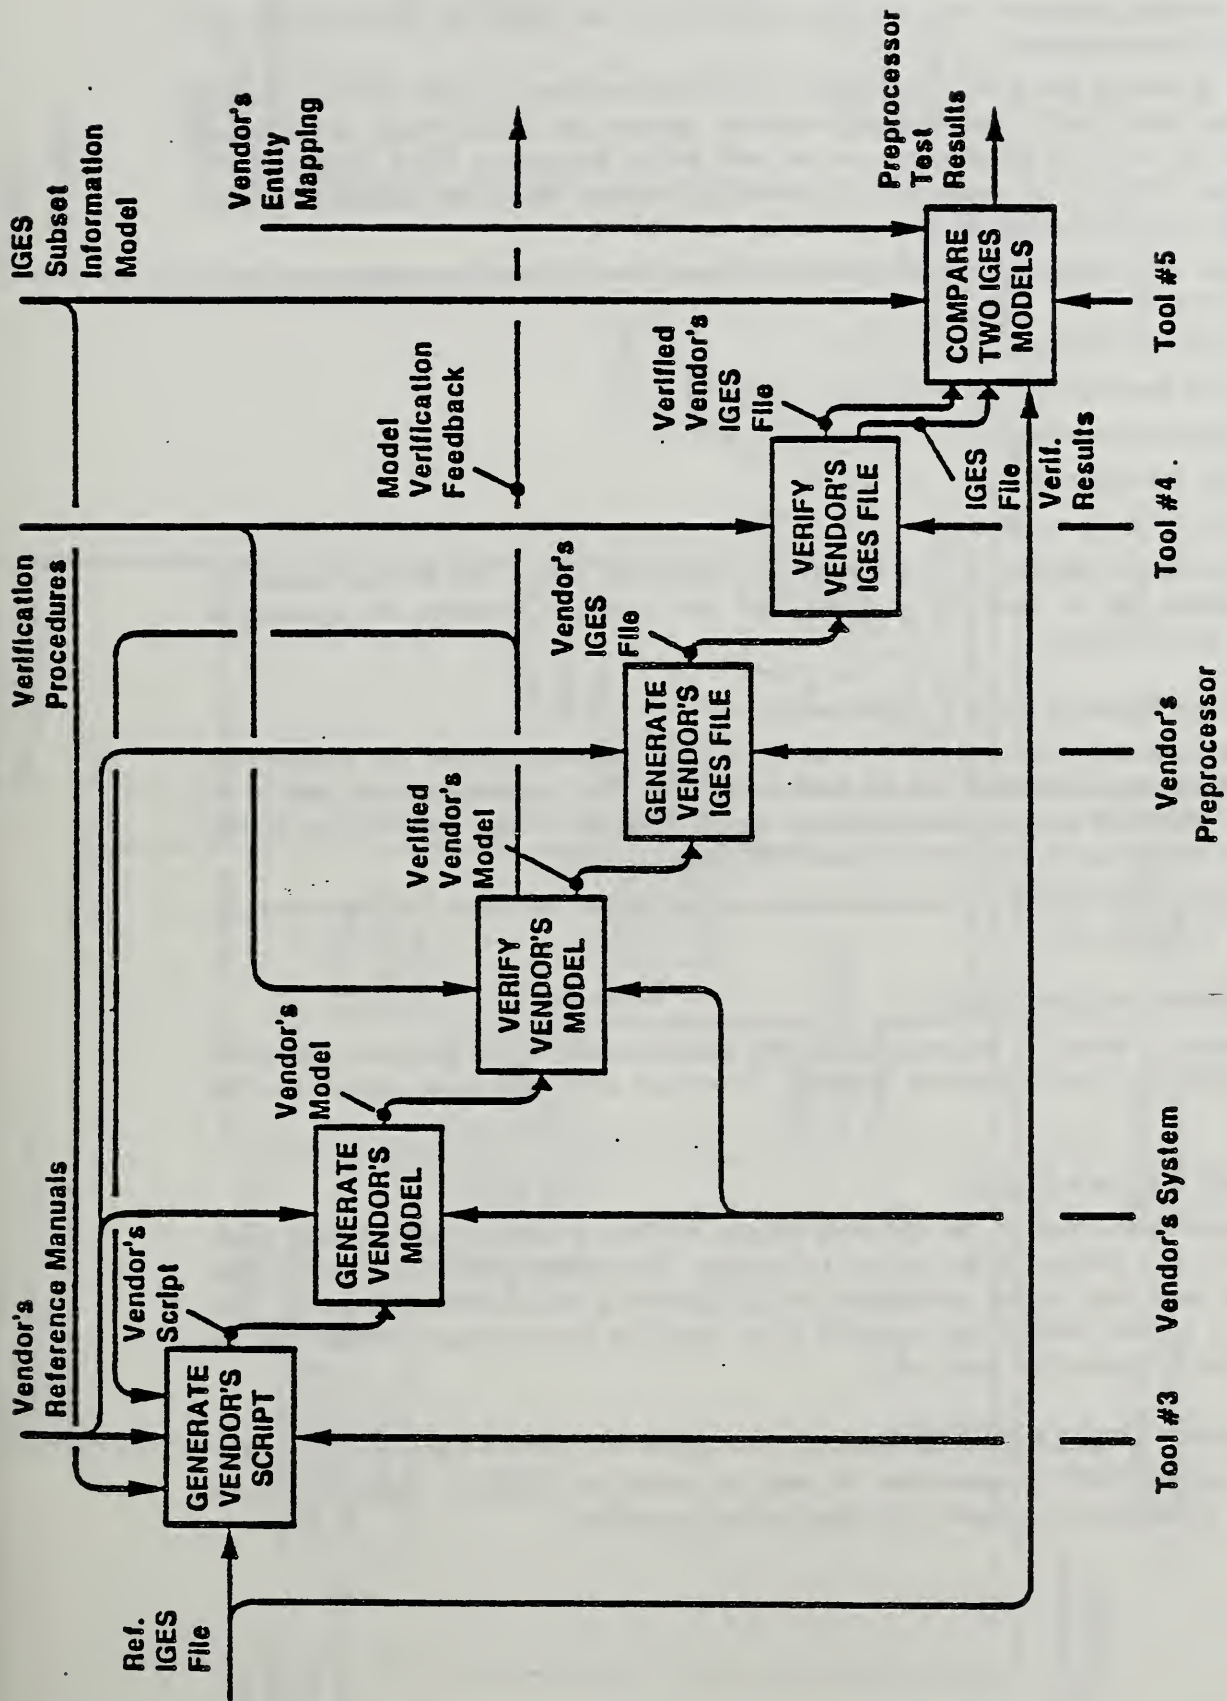 Vendor's
Reference Manuals
Verification
Procedures
IGES
Subset
Information
Model
Vendor's
Entity
Mapping
Ref.
IGES
File
GENERATE
VENDOR'S
SCRIPT
Vendor's
Script
GENERATE
VENDOR'S
MODEL
Vendor's
Model
VERIFY
VENDOR'S
MODEL
Verified
Vendor's
Model
Model
Verification
Feedback
GENERATE
VENDOR'S
IGES FILE
Vendor's
IGES
File
VERIFY
VENDOR'S
IGES FILE
Verified
Vendor's
IGES
File
IGES
File
Verif.
Results
COMPARE
TWO IGES
MODELS
Preprocessor
Test
Results
Tool #3
Vendor's System
Vendor's
Preprocessor
Tool #4
Tool #5